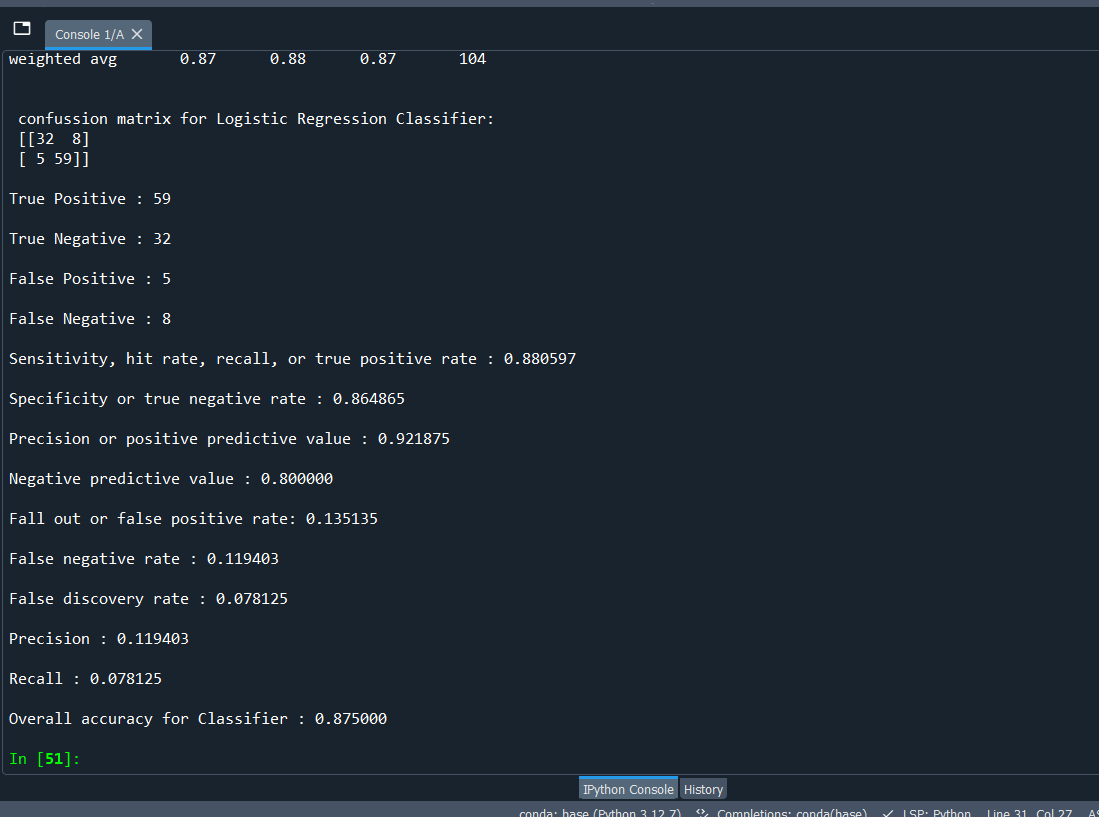 Console 1/A
weighted avg 0.87 0.88 0.87 104
confussion matrix for Logistic Regression Classifier:
[[32 8]
[ 5 59]]
True Positive : 59
True Negative : 32
False Positive : 5
False Negative : 8
Sensitivity, hit rate, recall, or true positive rate : 0.880597
Specificity or true negative rate : 0.864865
Precision or positive predictive value : 0.921875
Negative predictive value : 0.800000
Fall out or false positive rate: 0.135135
False negative rate : 0.119403
False discovery rate : 0.078125
Precision : 0.119403
Recall : 0.078125
Overall accuracy for Classifier : 0.875000
In [51]:
IPython Console History
conda: base (Python 3.12.7) Completions: conda(base) LSP: Python Line 31, Col 27